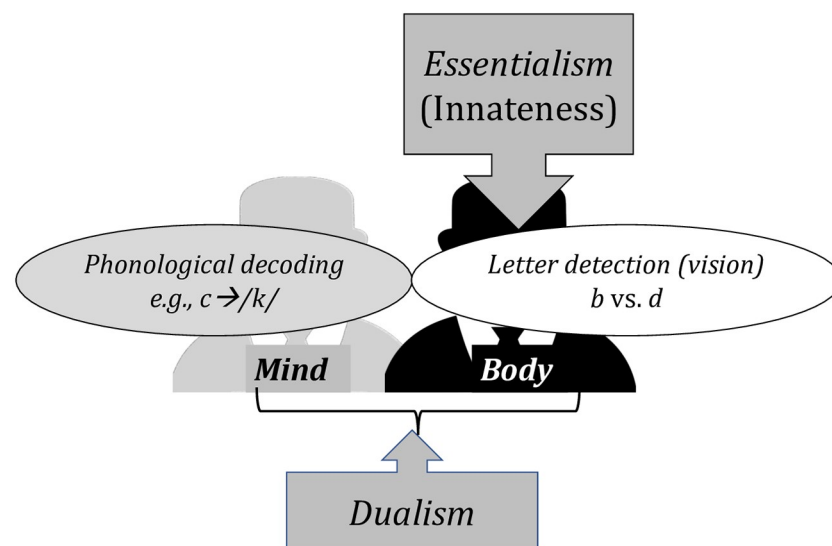 Essentialism
(Innateness)
Phonological decoding
e.g., c→/k/
Letter detection (vision)
b vs. d
Mind
Body
Dualism